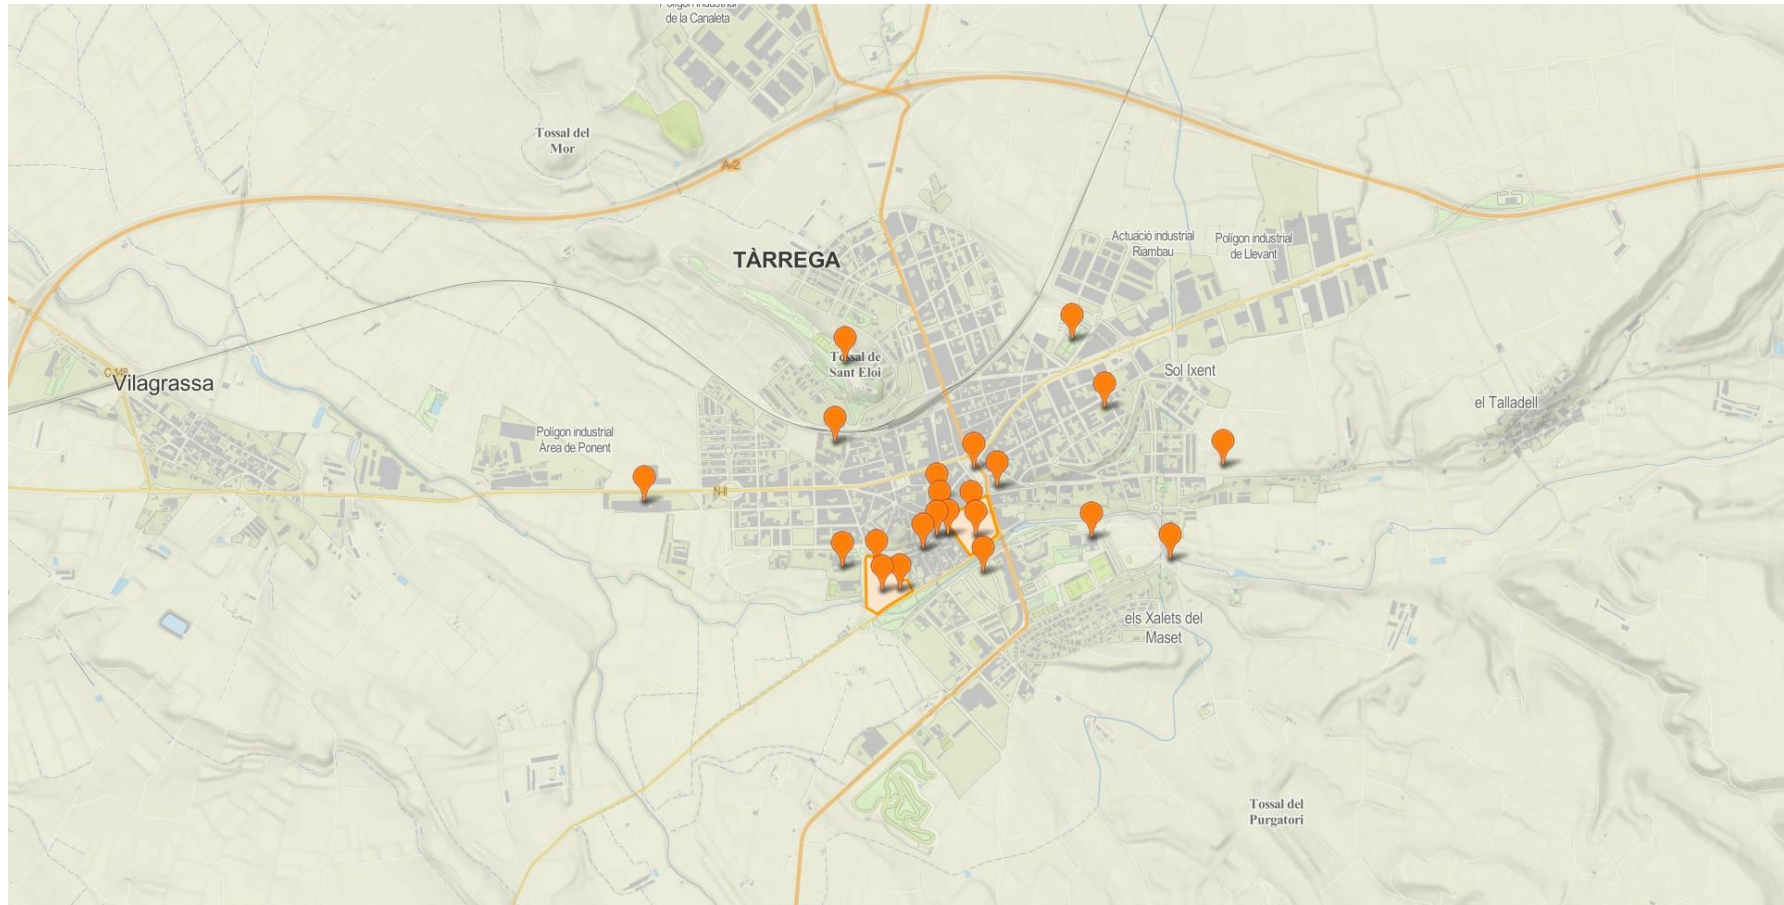 Polígon industrial
de la Canaleta
Tossal del
Mor
A-2
TÀRREGA
Actuació industrial
Riambau
Polígon industrial
de Llevant
Tossal de
Sant Eloi
Sol Ixent
C-14B
Vilagrassa
el Talladell
Polígon industrial
Àrea de Ponent
N-II
els Xalets del
Maset
Tossal del
Purgatori